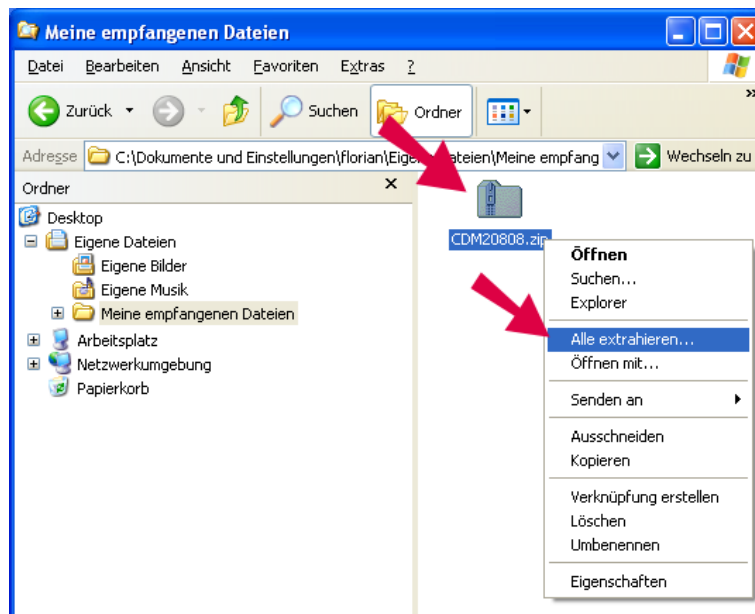 Meine empfangenen Dateien
Datei Bearbeiten Ansicht Favoriten Extras ?
Zurück Suchen Ordner
Adresse C:\Dokumente und Einstellungen\florian\Eige ateien\Meine empfang Wechseln zu
Ordner
Desktop
Eigene Dateien
Eigene Bilder
Eigene Musik
Meine empfangenen Dateien
Arbeitsplatz
Netzwerkumgebung
Papierkorb
CDM20808.zip
Öffnen
Suchen...
Explorer
Alle extrahieren...
Öffnen mit...
Senden an
Ausschneiden
Kopieren
Verknüpfung erstellen
Löschen
Umbenennen
Eigenschaften